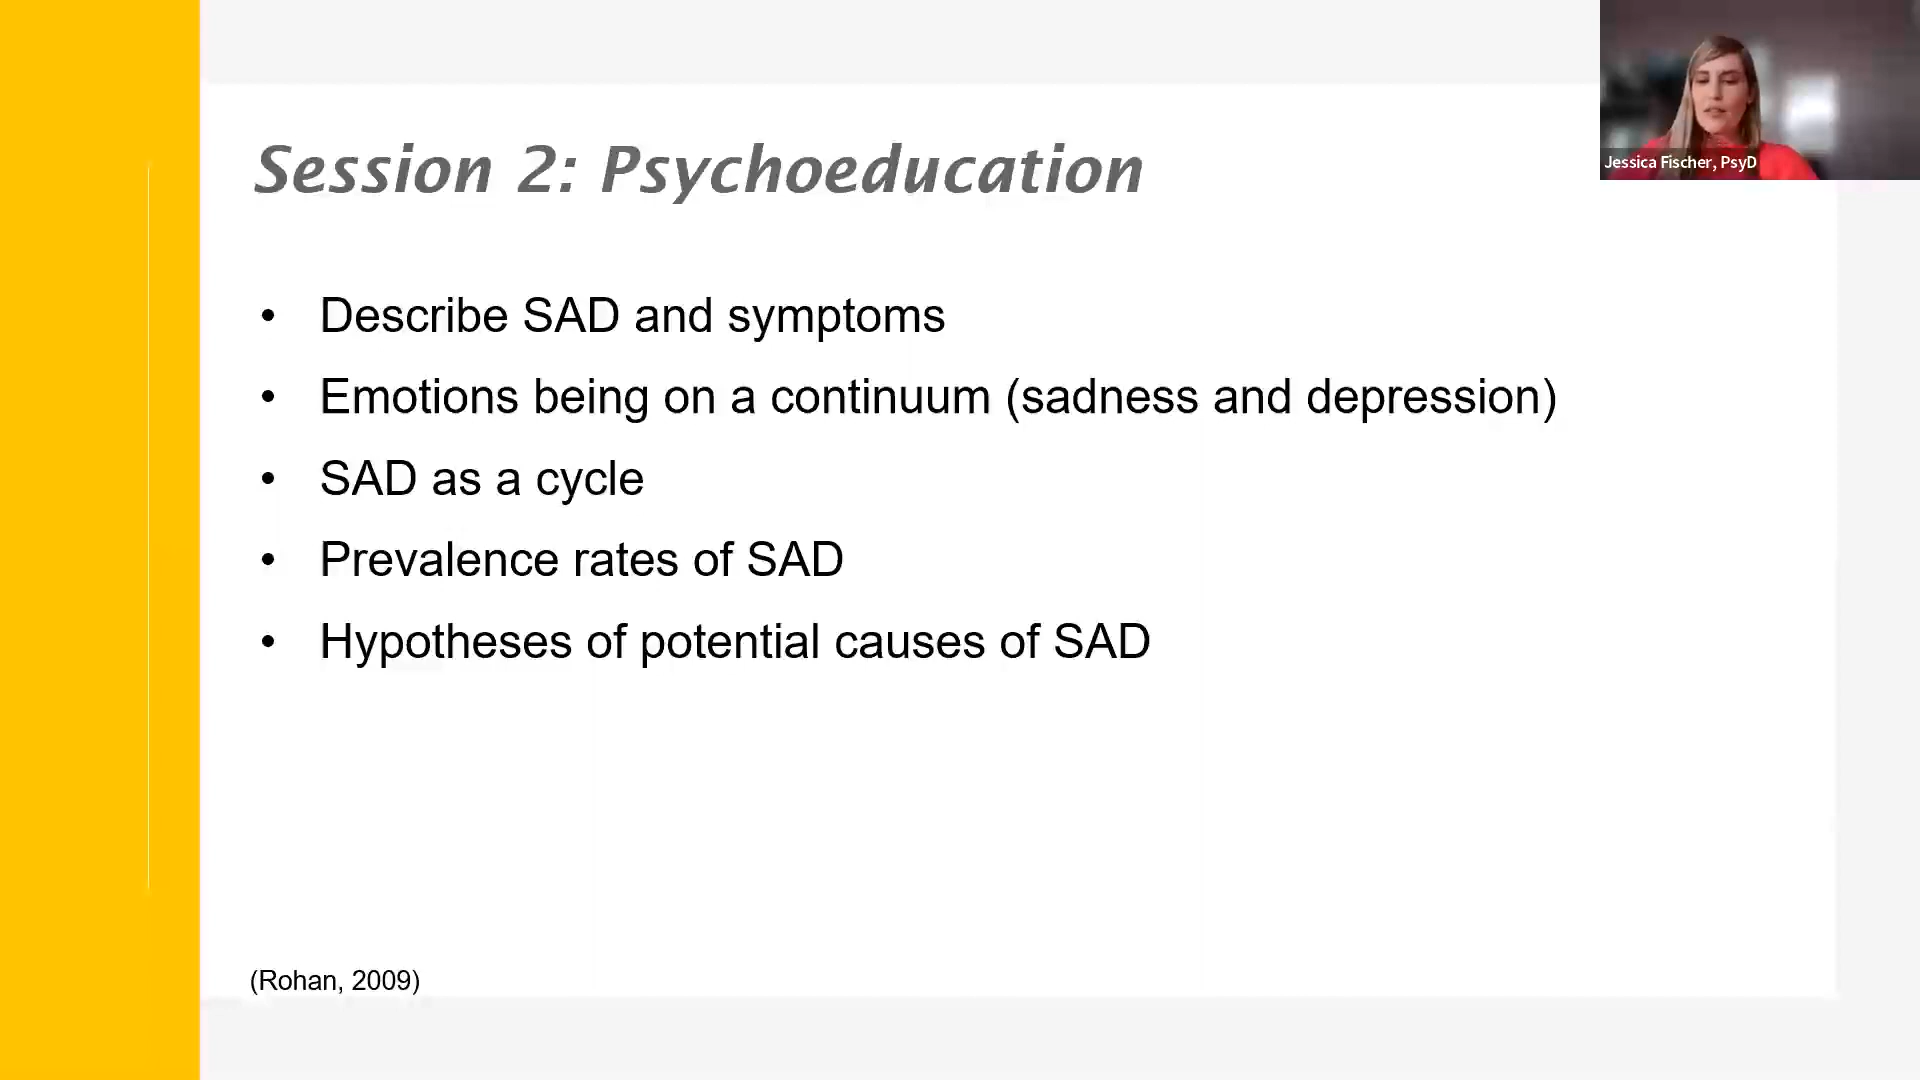 Session 2: Psychoeducation
Jessica Fischer, PsyD
• Describe SAD and symptoms
• Emotions being on a continuum (sadness and depression)
• SAD as a cycle
• Prevalence rates of SAD
• Hypotheses of potential causes of SAD
(Rohan, 2009)